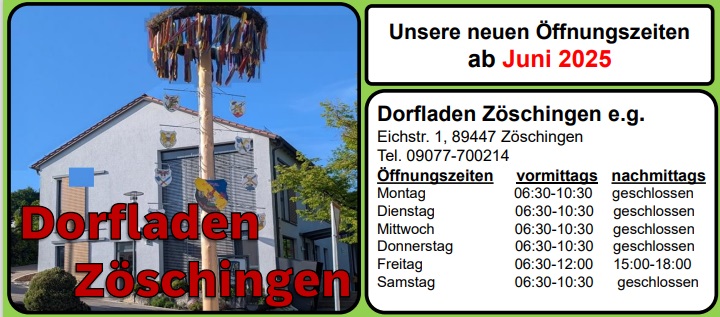 Dorfladen
Zöschingen
Unsere neuen Öffnungszeiten
ab Juni 2025
Dorfladen Zöschingen e.g.
Eichstr. 1, 89447 Zöschingen
Tel. 09077-700214
Öffnungszeiten vormittags nachmittags
Montag 06:30-10:30 geschlossen
Dienstag 06:30-10:30 geschlossen
Mittwoch 06:30-10:30 geschlossen
Donnerstag 06:30-10:30 geschlossen
Freitag 06:30-12:00 15:00-18:00
Samstag 06:30-10:30 geschlossen